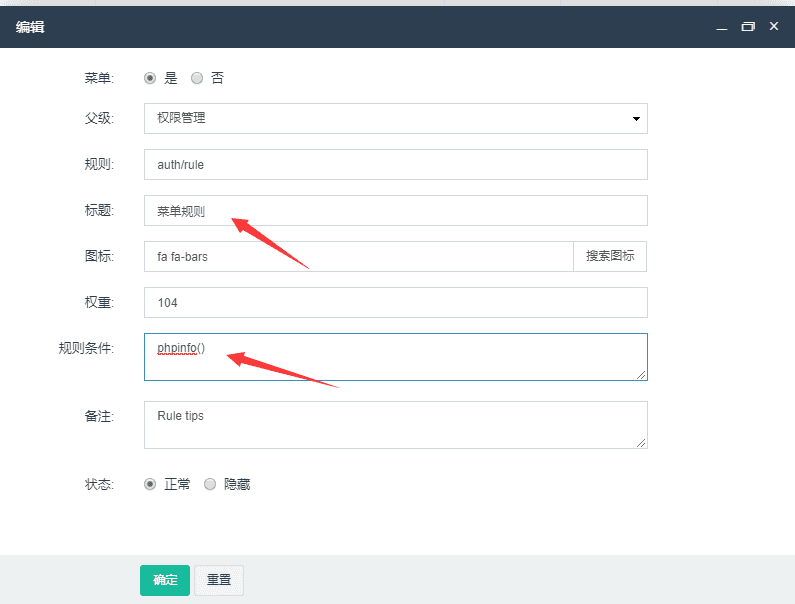 编辑
菜单: 是 否
父级: 权限管理
规则: auth/rule
标题: 菜单规则
图标: fa fa-bars 搜索图标
权重: 104
规则条件: phpinfo()
备注: Rule tips
状态: 正常 隐藏
确定 重置